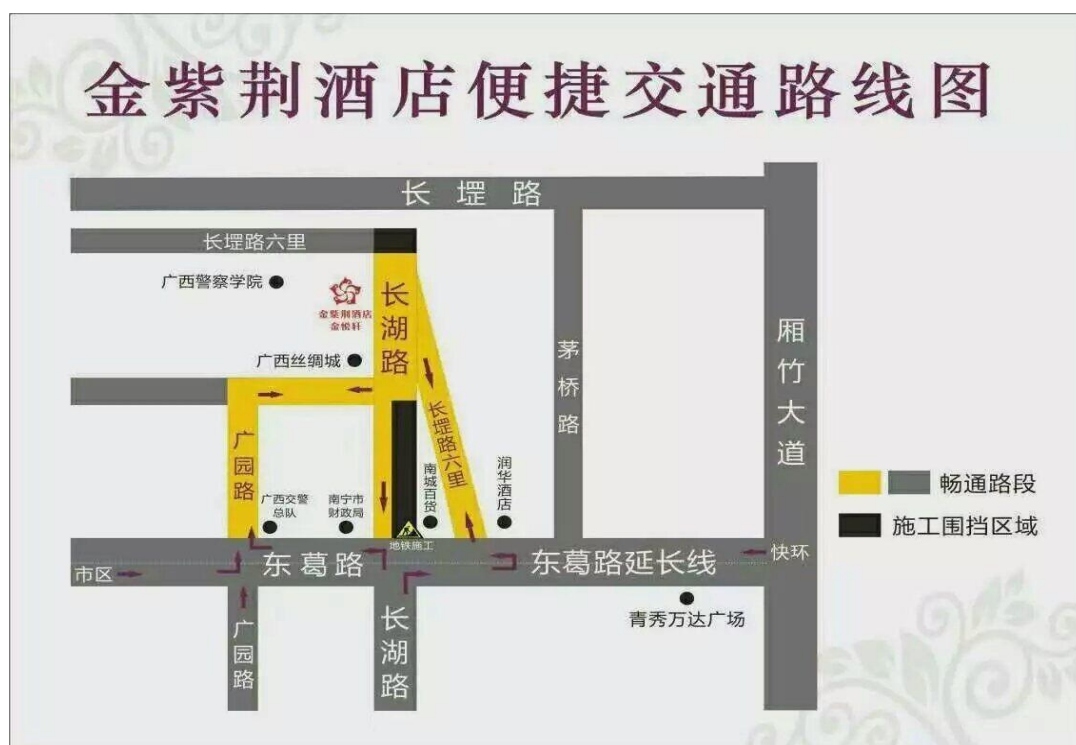 金紫荆酒店便捷交通路线图
长堽路
长堽路六里
广西警察学院
金紫荆酒店
金悦轩
长湖路
广西丝绸城
茅桥路
厢竹大道
广园路
长堽路六里
南城百货
润华酒店
广西交警
总队
南宁市
财政局
地铁施工
畅通路段
施工围挡区域
市区
东葛路
东葛路延长线
快环
广园路
长湖路
青秀万达广场